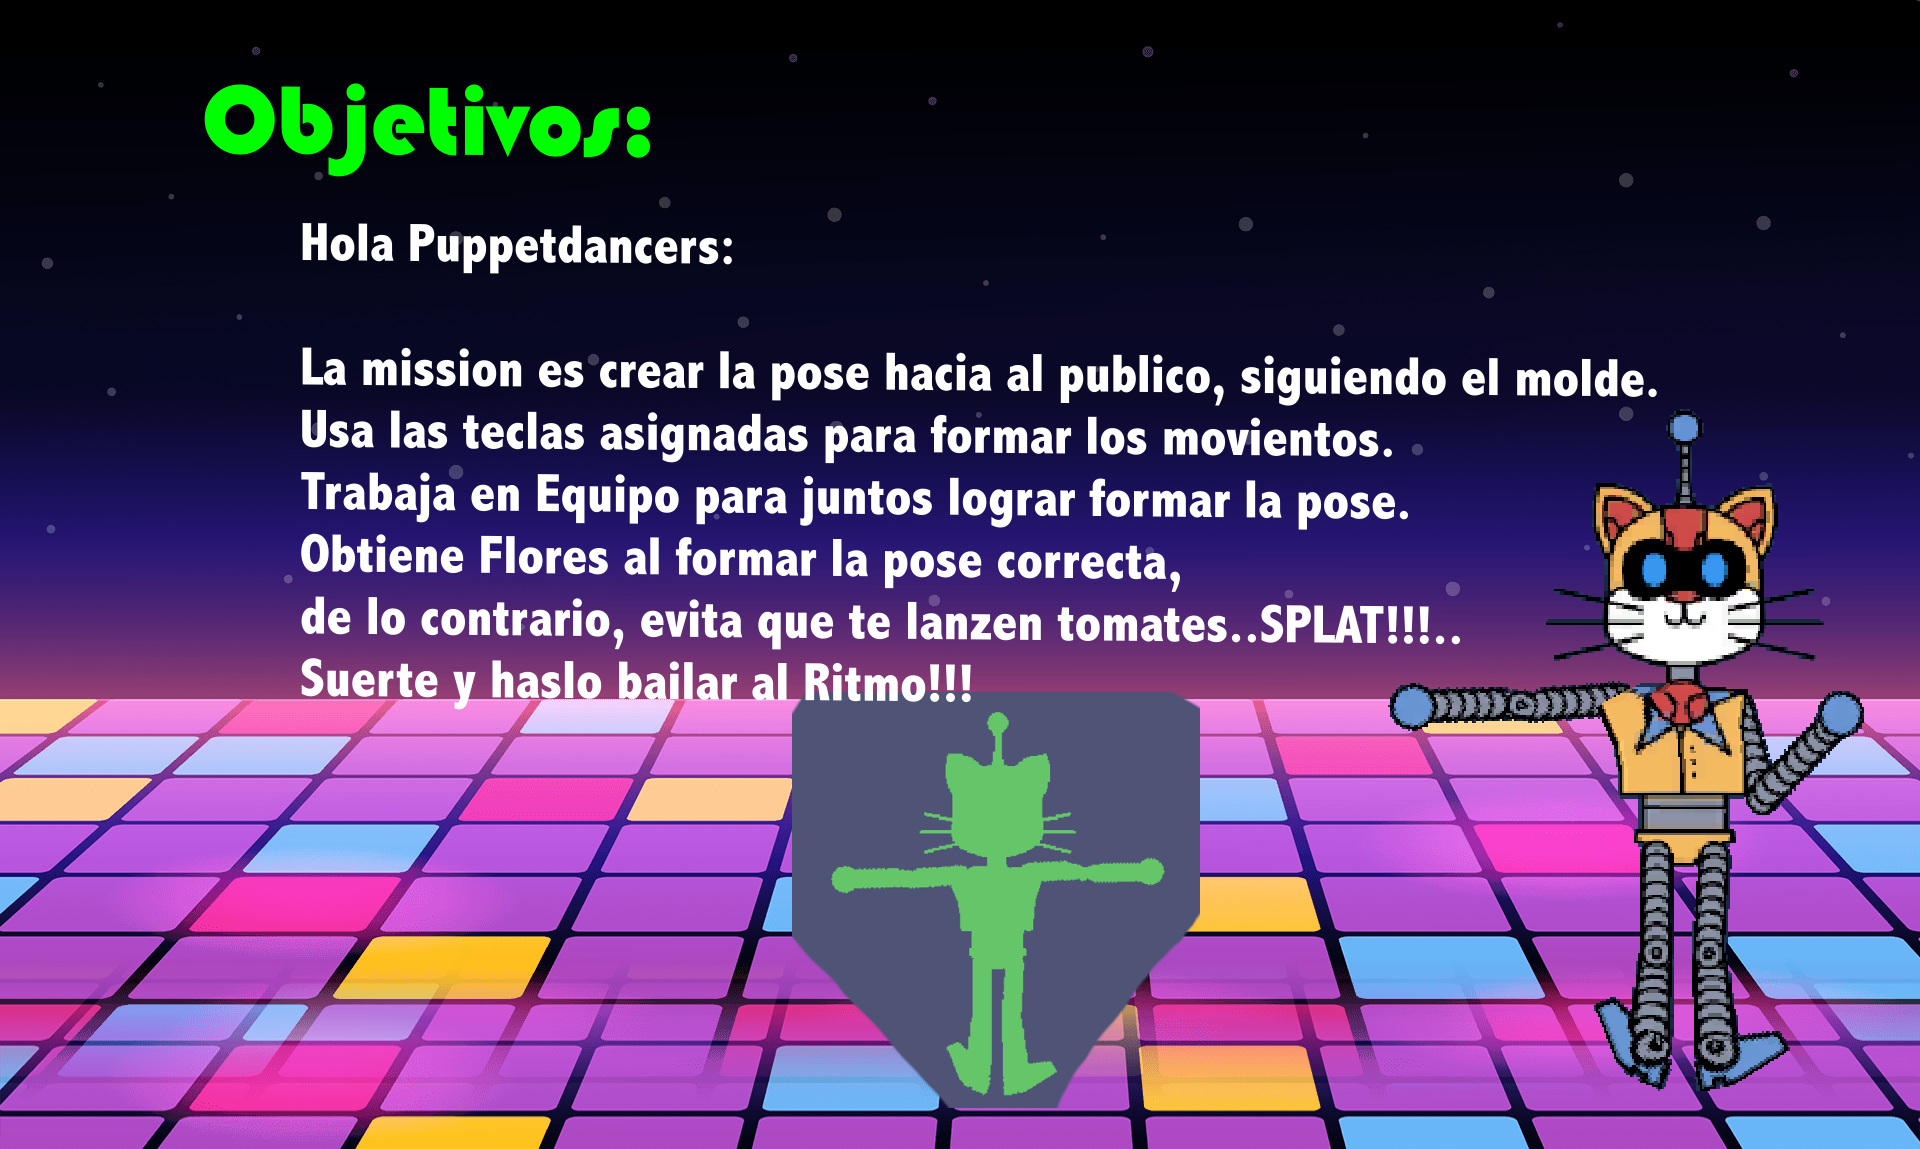 Objetivos:
Hola Puppetdancers:
La mission es crear la pose hacia al publico, siguiendo el molde.
Usa las teclas asignadas para formar los movientos.
Trabaja en Equipo para juntos lograr formar la pose.
Obtiene Flores al formar la pose correcta,
de lo contrario, evita que te lanzen tomates..SPLAT!!!..
Suerte y haslo bailar al Ritmo!!!